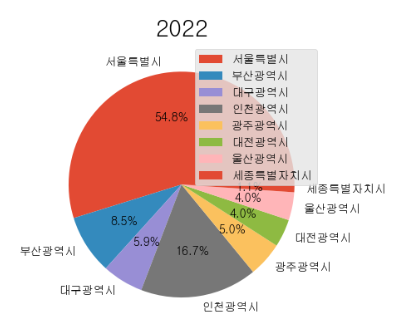 2022
서울특별시
부산광역시
대구광역시
인천광역시
광주광역시
대전광역시
울산광역시
세종특별자치시
서울특별시
54.8%
부산광역시
8.5%
대구광역시
5.9%
인천광역시
16.7%
광주광역시
5.0%
대전광역시
4.0%
울산광역시
4.0%
세종특별자치시
1.1%